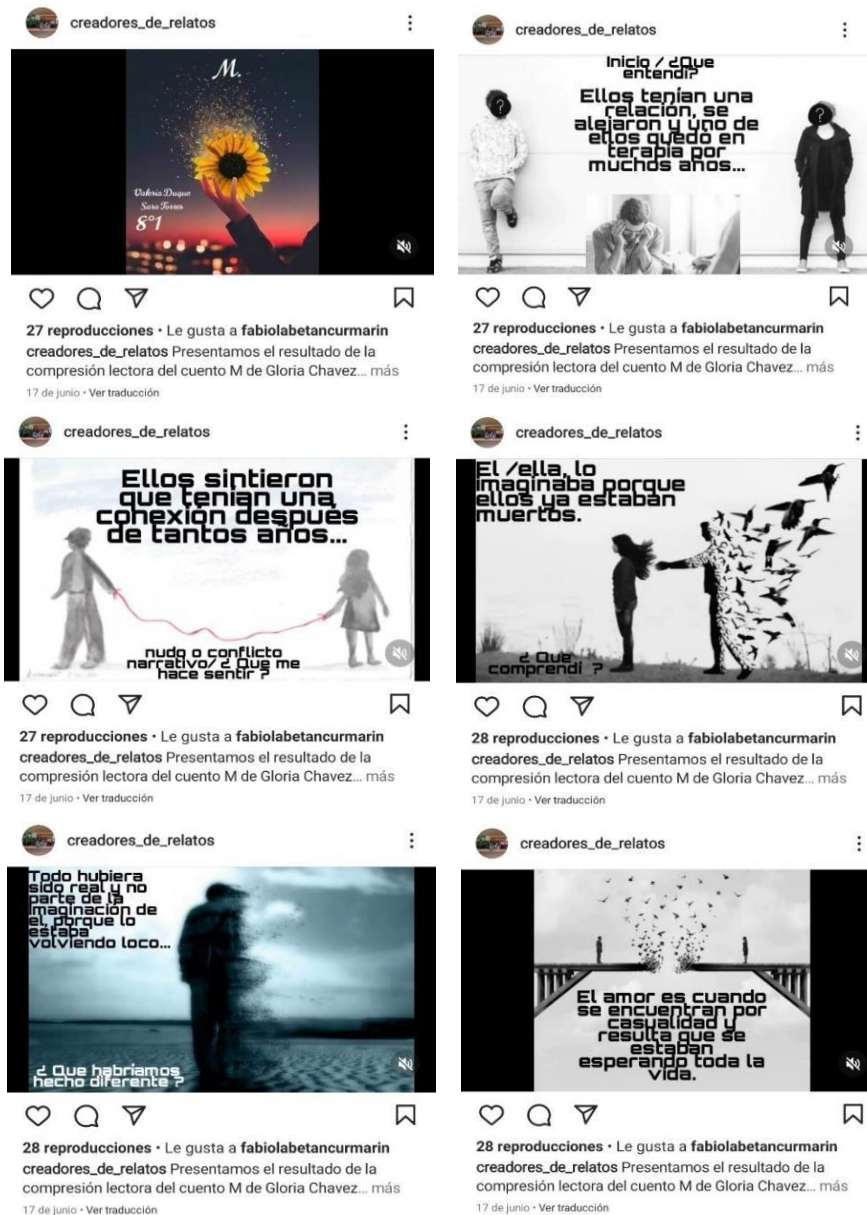 creadores_de_relatos
M.
Valeria Duque
Sara Torres
8°1
27 reproducciones • Le gusta a fabiolabetancurmarin
creadores_de_relatos Presentamos el resultado de la
compresión lectora del cuento M de Gloria Chavez... más
17 de junio • Ver traducción
creadores_de_relatos
Inicio / ¿Que
entendi?
Ellos tenían una
relación, se
alejaron y uno de
ellos quedó en
terapia por
muchos años...
?
?
27 reproducciones • Le gusta a fabiolabetancurmarin
creadores_de_relatos Presentamos el resultado de la
compresión lectora del cuento M de Gloria Chavez... más
17 de junio • Ver traducción
creadores_de_relatos
Ellos sintieron
que tenían una
cohexión después
de tantos años...
nudo o conflicto
narrativo/ ¿ Que me
hace sentir ?
27 reproducciones • Le gusta a fabiolabetancurmarin
creadores_de_relatos Presentamos el resultado de la
compresión lectora del cuento M de Gloria Chavez... más
17 de junio • Ver traducción
creadores_de_relatos
El /ella, lo
imaginaba porque
ellos ya estaban
muertos.
¿ Que
comprendi ?
28 reproducciones • Le gusta a fabiolabetancurmarin
creadores_de_relatos Presentamos el resultado de la
compresión lectora del cuento M de Gloria Chavez... más
17 de junio • Ver traducción
creadores_de_relatos
Todo hubiera
sido real y no
parte de la
imaginación de
el, porque lo
estaba
volviendo loco...
¿ Que habríamos
hecho diferente ?
28 reproducciones • Le gusta a fabiolabetancurmarin
creadores_de_relatos Presentamos el resultado de la
compresión lectora del cuento M de Gloria Chavez... más
17 de junio • Ver traducción
creadores_de_relatos
El amor es cuando
se encuentran por
casualidad y
resulta que se
estaban
esperando toda la
vida.
28 reproducciones • Le gusta a fabiolabetancurmarin
creadores_de_relatos Presentamos el resultado de la
compresión lectora del cuento M de Gloria Chavez... más
17 de junio • Ver traducción